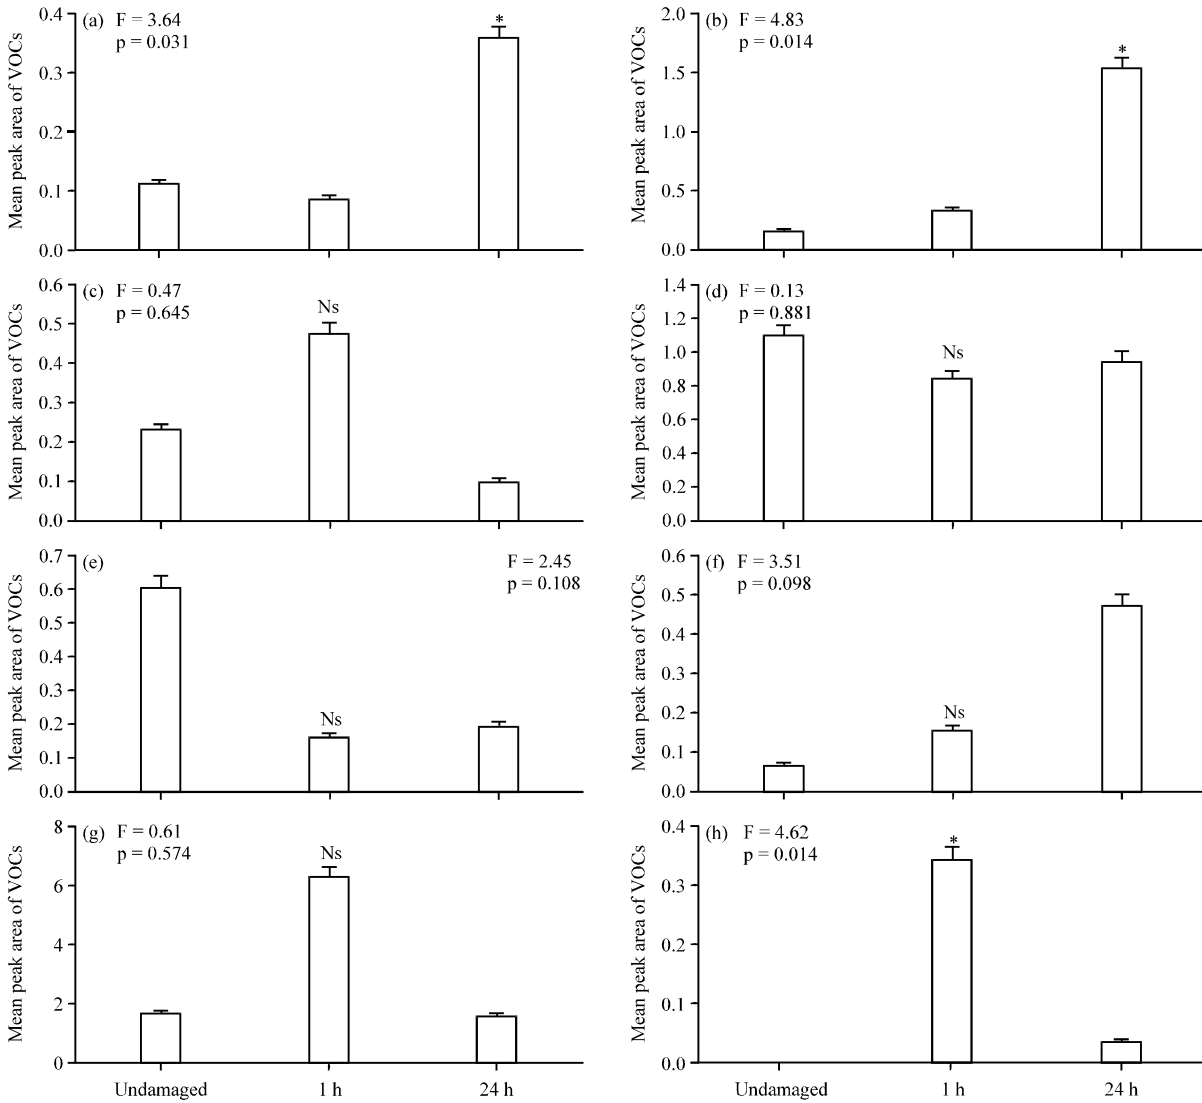 (a) F = 3.64
p = 0.031
*
Mean peak area of VOCs
0.4
0.3
0.2
0.1
0.0
(b) F = 4.83
p = 0.014
*
Mean peak area of VOCs
2.0
1.5
1.0
0.5
0.0
(c) F = 0.47
p = 0.645
Ns
Mean peak area of VOCs
0.6
0.5
0.4
0.3
0.2
0.1
0.0
(d) F = 0.13
p = 0.881
Ns
Mean peak area of VOCs
1.4
1.2
1.0
0.8
0.6
0.4
0.2
0.0
(e) F = 2.45
p = 0.108
Ns
Mean peak area of VOCs
0.7
0.6
0.5
0.4
0.3
0.2
0.1
0.0
(f) F = 3.51
p = 0.098
Ns
Mean peak area of VOCs
0.6
0.5
0.4
0.3
0.2
0.1
0.0
(g) F = 0.61
p = 0.574
Ns
Mean peak area of VOCs
8
6
4
2
0
Undamaged 1 h 24 h
(h) F = 4.62
p = 0.014
*
Mean peak area of VOCs
0.4
0.3
0.2
0.1
0.0
Undamaged 1 h 24 h